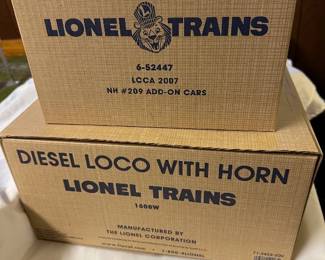 LIONEL TRAINS
6-52447
LCCA 2007
NH #209 ADD-ON CARS
DIESEL LOCO WITH HORN
LIONEL TRAINS
1600W
MANUFACTURED BY
THE LIONEL CORPORATION